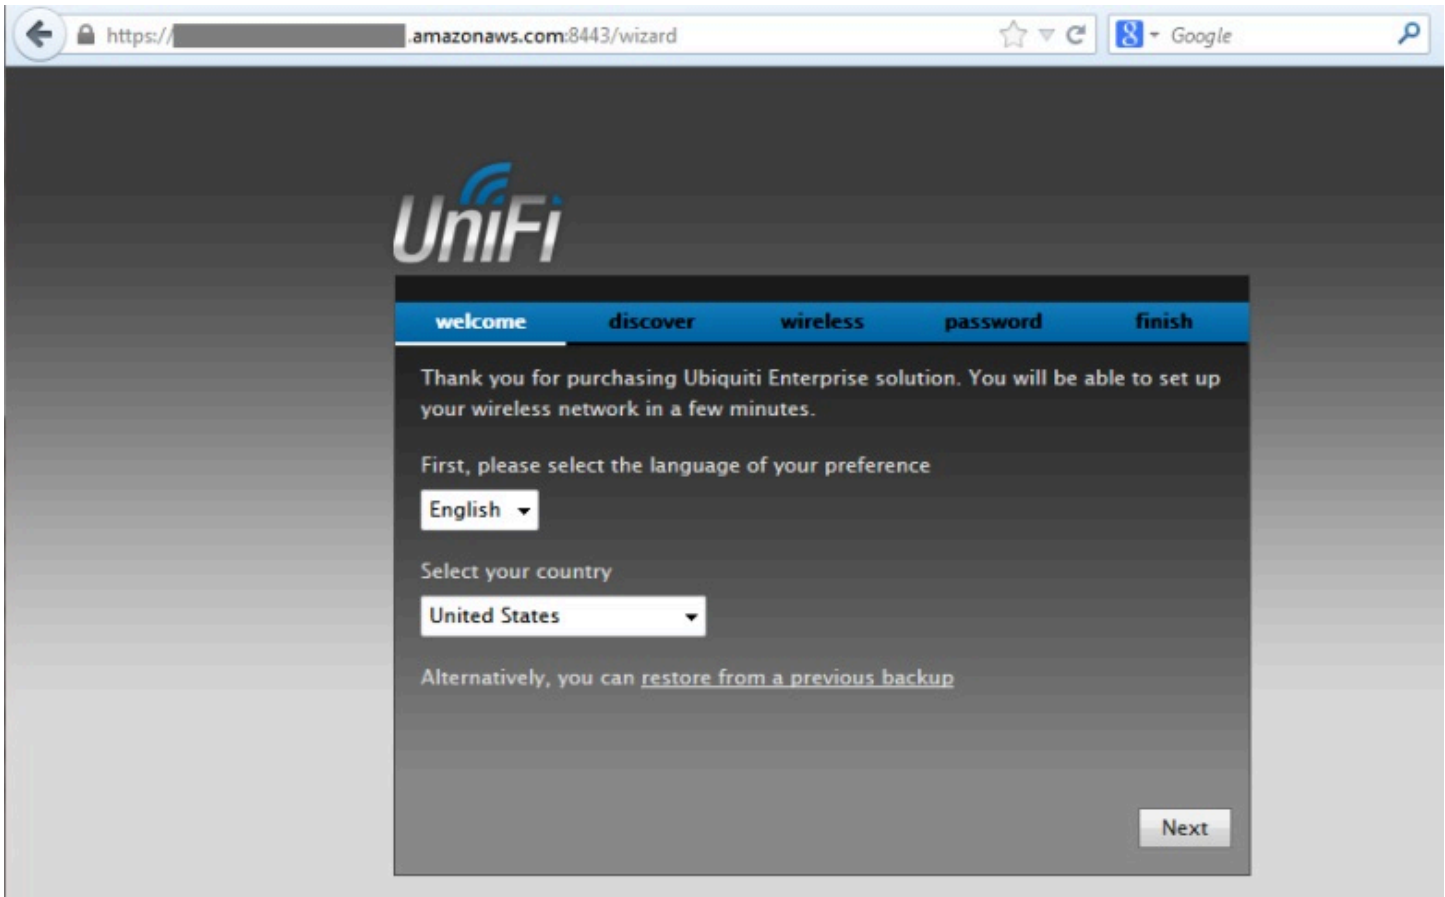 https:// .amazonaws.com:8443/wizard
Google
UniFi
welcome discover wireless password finish
Thank you for purchasing Ubiquiti Enterprise solution. You will be able to set up
your wireless network in a few minutes.
First, please select the language of your preference
English
Select your country
United States
Alternatively, you can restore from a previous backup
Next